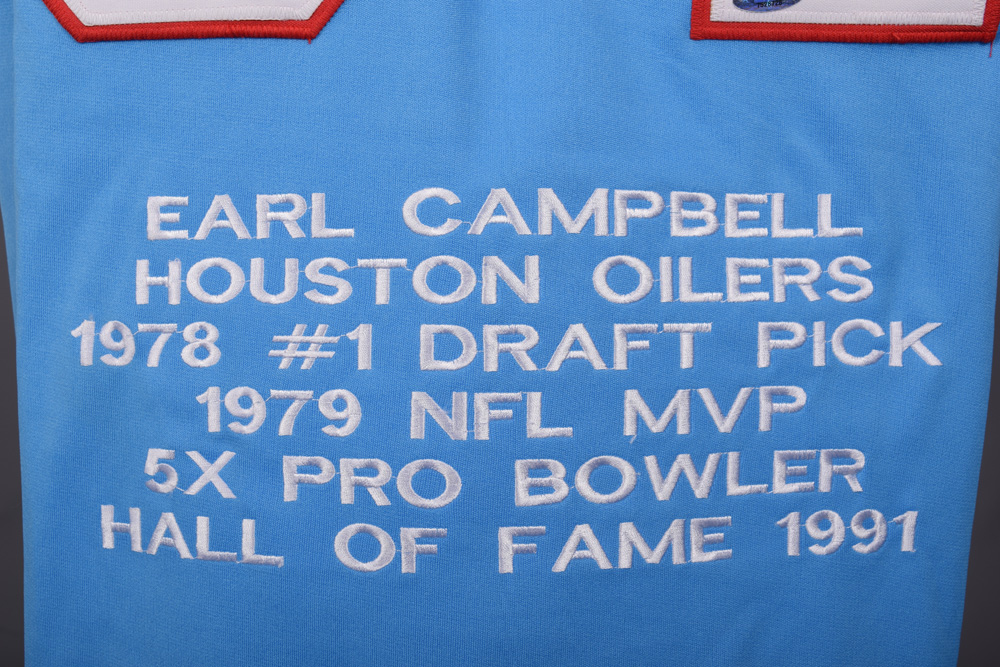 EARL CAMPBELL
HOUSTON OILERS
1978 #1 DRAFT PICK
1979 NFL MVP
5X PRO BOWLER
HALL OF FAME 1991